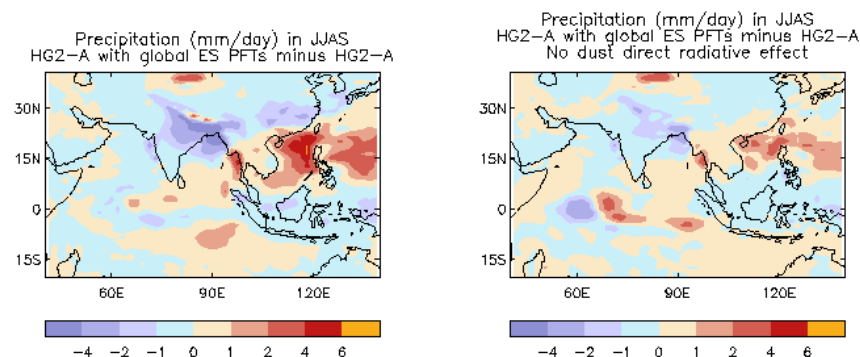 Precipitation (mm/day) in JJAS
HG2-A with global ES PFTs minus HG2-A
30N
15N
0
15S
60E 90E 120E
-4 -2 -1 0 1 2 4 6
Precipitation (mm/day) in JJAS
HG2-A with global ES PFTs minus HG2-A
No dust direct radiative effect
30N
15N
0
15S
60E 90E 120E
-4 -2 -1 0 1 2 4 6